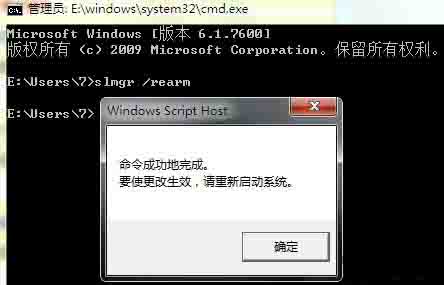 管理员: E:\windows\system32\cmd.exe
Microsoft Windows [版本 6.1.7600]
版权所有 (c) 2009 Microsoft Corporation。保留所有权利。
E:\Users\7>slmgr /rearm
E:\Users\7>
Windows Script Host
命令成功地完成。
要使更改生效，请重新启动系统。
确定